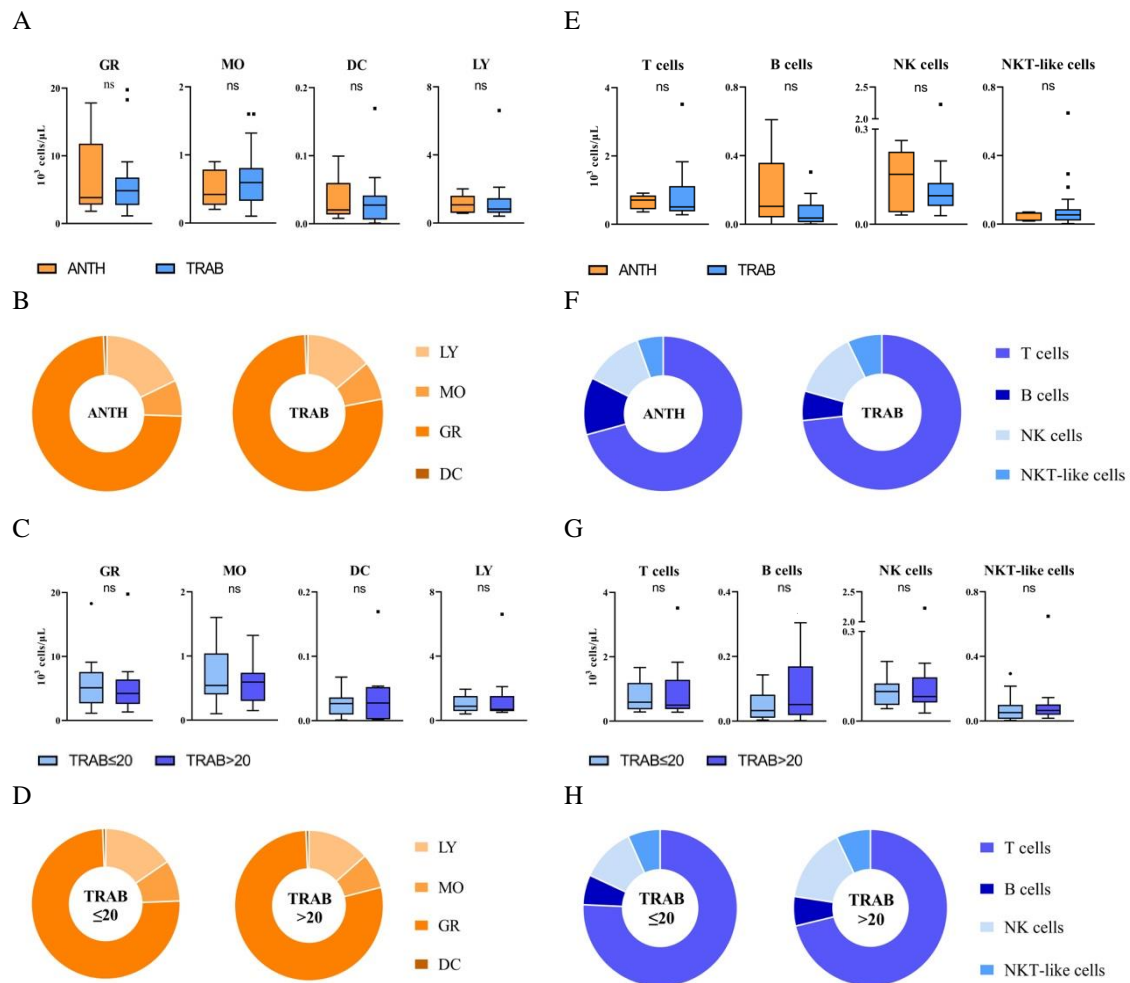 A
GR MO DC LY
ns ns ns ns
10³ cells/µL
20 10 0
2 1 0
0.2 0.1 0.0
8 4 0
ANTH TRAB
B
ANTH TRAB
LY
MO
GR
DC
C
GR MO DC LY
ns ns ns ns
10³ cells/µL
20 10 0
2 1 0
0.2 0.1 0.0
8 4 0
TRAB≤20 TRAB>20
D
TRAB ≤20
TRAB >20
LY
MO
GR
DC
E
T cells B cells NK cells NKT-like cells
ns ns ns ns
10³ cells/µL
4 2 0
0.8 0.4 0.0
2.5 2.0 0.3 0.0
0.8 0.4 0.0
ANTH TRAB
F
ANTH TRAB
T cells
B cells
NK cells
NKT-like cells
G
T cells B cells NK cells NKT-like cells
ns ns ns ns
10³ cells/µL
4 2 0
0.4 0.2 0.0
2.5 2.0 0.3 0.0
0.8 0.4 0.0
TRAB≤20 TRAB>20
H
TRAB ≤20
TRAB >20
T cells
B cells
NK cells
NKT-like cells